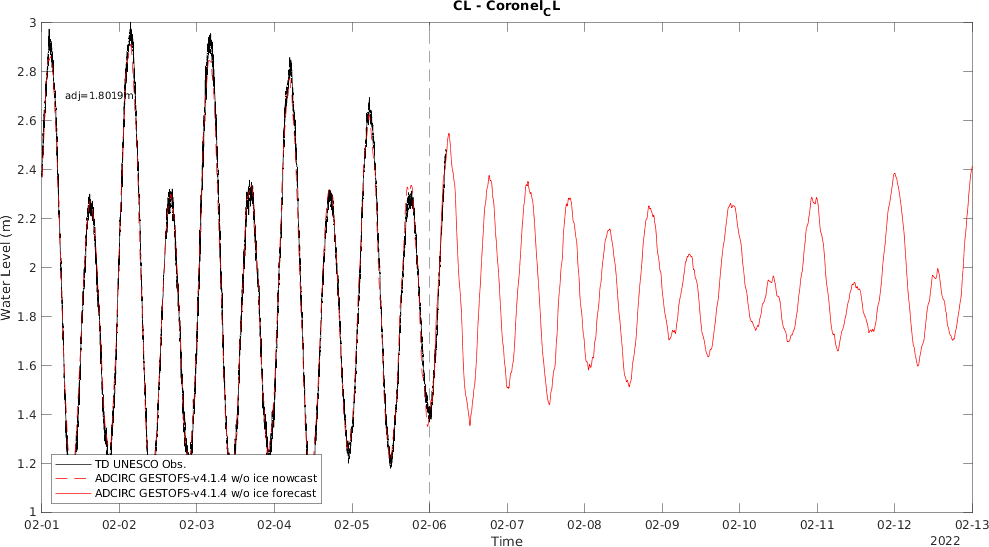 CL - Coronel_CL
3
2.8
2.6
2.4
2.2
2
1.8
1.6
1.4
1.2
1
Water Level (m)
adj=1.8019m
TD UNESCO Obs.
ADCIRC GESTOFS-v4.1.4 w/o ice nowcast
ADCIRC GESTOFS-v4.1.4 w/o ice forecast
02-01 02-02 02-03 02-04 02-05 02-06 02-07 02-08 02-09 02-10 02-11 02-12 02-13
Time
2022